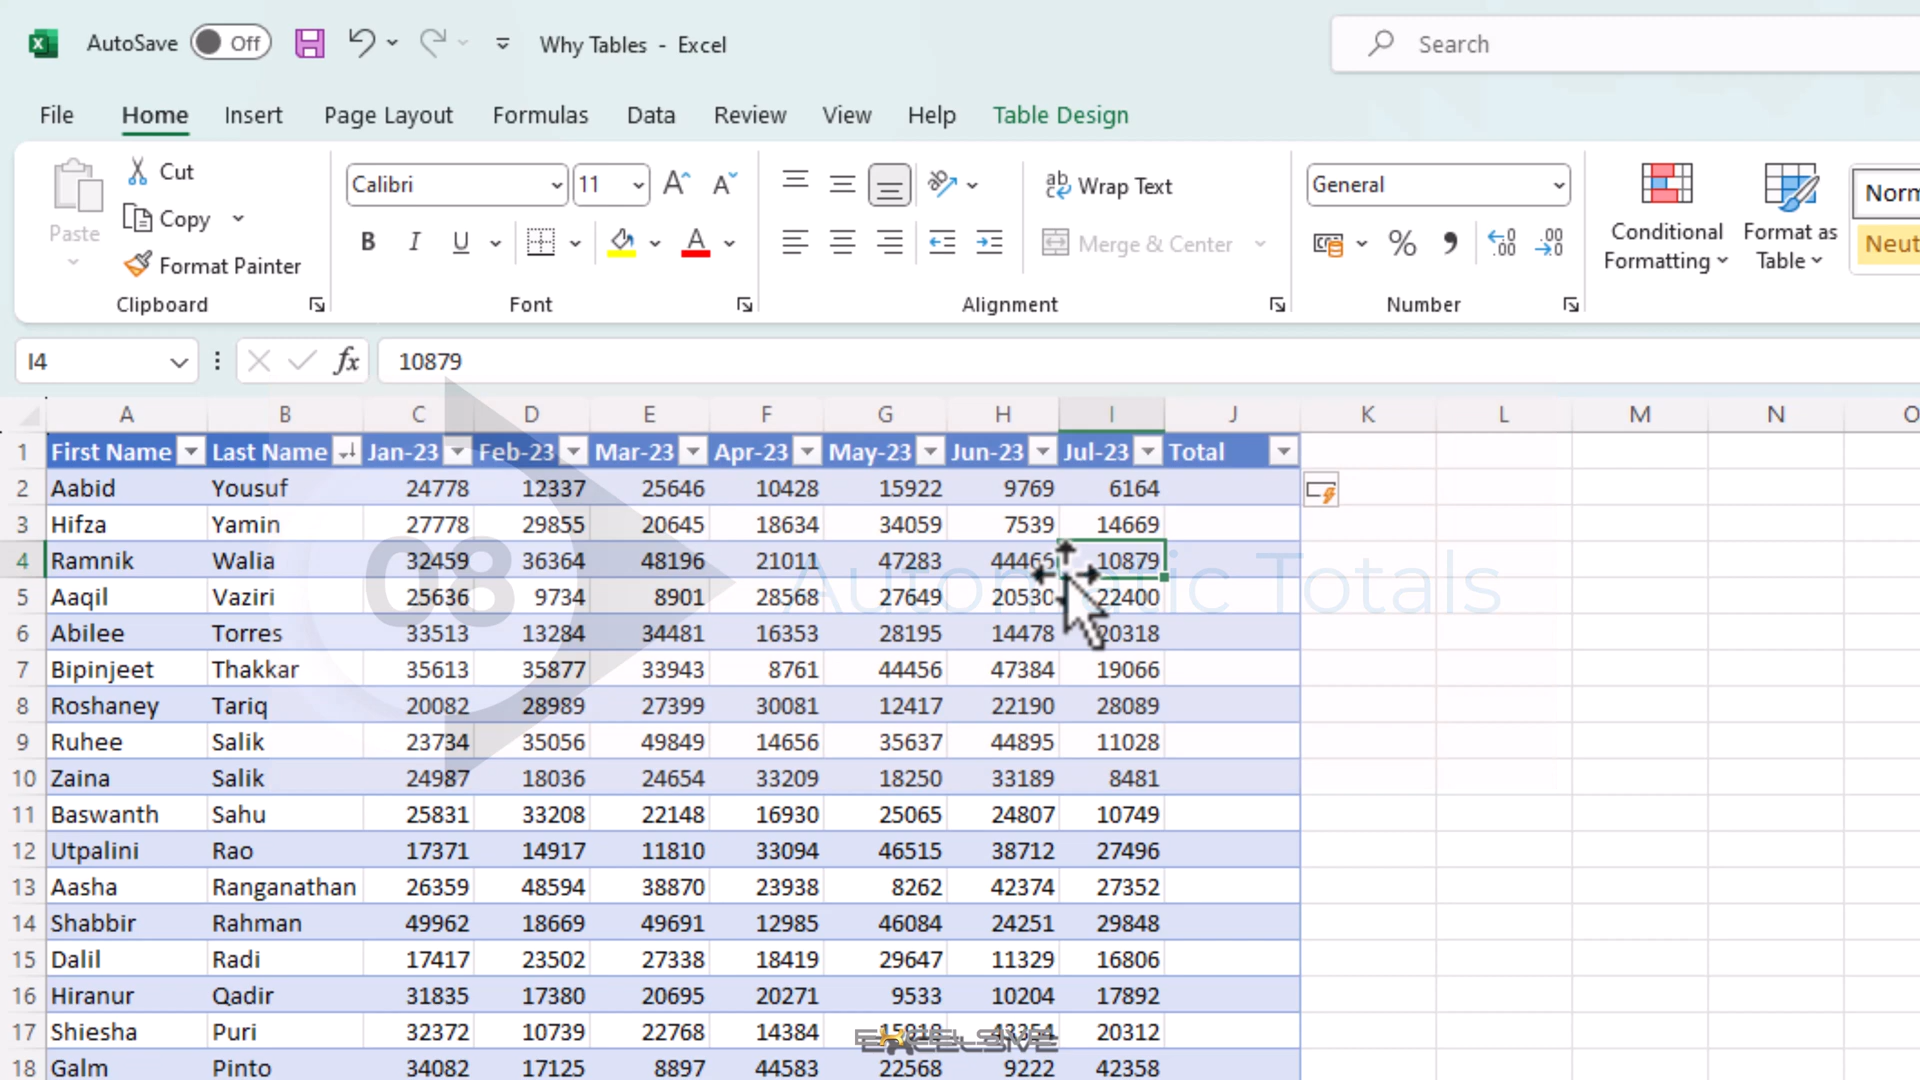 AutoSave Off Why Tables - Excel Search
File Home Insert Page Layout Formulas Data Review View Help Table Design
Paste Cut Copy Format Painter Clipboard
Calibri 11 A A B I U A Font
ab Wrap Text Merge & Center Alignment
General % Number
Conditional Formatting Format as Table Norm Neut
I4 fx 10879
A B C D E F G H I J K L M N O
1 First Name Last Name Jan-23 Feb-23 Mar-23 Apr-23 May-23 Jun-23 Jul-23 Total
2 Aabid Yousuf 24778 12337 25646 10428 15922 9769 6164
3 Hifza Yamin 27778 29855 20645 18634 34059 7539 14669
4 Ramnik Walia 32459 36364 48196 21011 47283 44466 10879
08 Automatic Totals
5 Aaqil Vaziri 25636 9734 8901 28568 27649 20530 22400
6 Abilee Torres 33513 13284 34481 16353 28195 14478 20318
7 Bipinjeet Thakkar 35613 35877 33943 8761 44456 47384 19066
8 Roshaney Tariq 20082 28989 27399 30081 12417 22190 28089
9 Ruhee Salik 23734 35056 49849 14656 35637 44895 11028
10 Zaina Salik 24987 18036 24654 33209 18250 33189 8481
11 Baswanth Sahu 25831 33208 22148 16930 25065 24807 10749
12 Utpalini Rao 17371 14917 11810 33094 46515 38712 27496
13 Aasha Ranganathan 26359 48594 38870 23938 8262 42374 27352
14 Shabbir Rahman 49962 18669 49691 12985 46084 24251 29848
15 Dalil Radi 17417 23502 27338 18419 29647 11329 16806
16 Hiranur Qadir 31835 17380 20695 20271 9533 10204 17892
17 Shiesha Puri 32372 10739 22768 14384 20312
18 Galm Pinto 34082 17125 8897 44583 22568 9222 42358